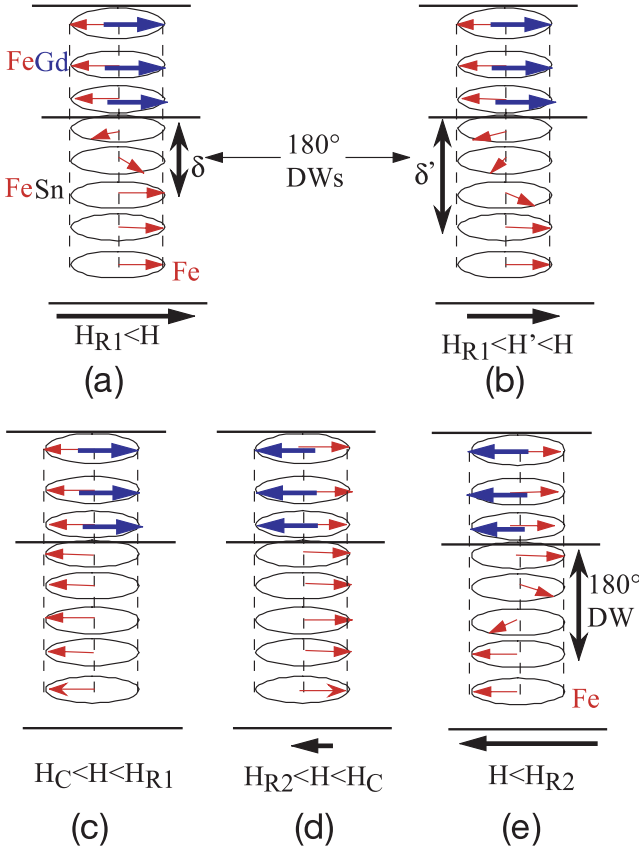 FeGd
180°
DWs
δ
δ'
FeSn
Fe
H_R1<H
H_R1<H'<H
(a)
(b)
180°
DW
Fe
H_C<H<H_R1
H_R2<H<H_C
H<H_R2
(c)
(d)
(e)